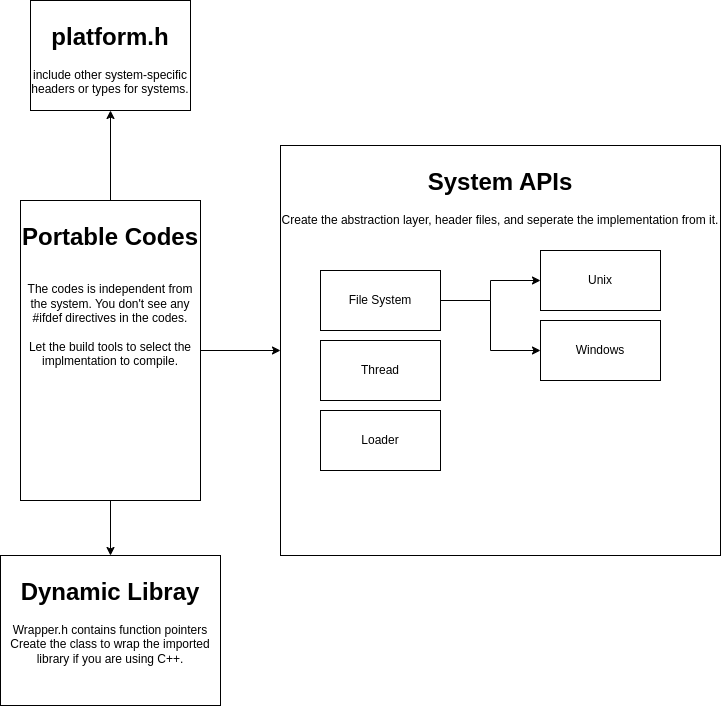 platform.h
include other system-specific
headers or types for systems.
Portable Codes
The codes is independent from
the system. You don't see any
#ifdef directives in the codes.
Let the build tools to select the
implmentation to compile.
System APIs
Create the abstraction layer, header files, and seperate the implementation from it.
File System
Unix
Windows
Thread
Loader
Dynamic Libray
Wrapper.h contains function pointers
Create the class to wrap the imported
library if you are using C++.